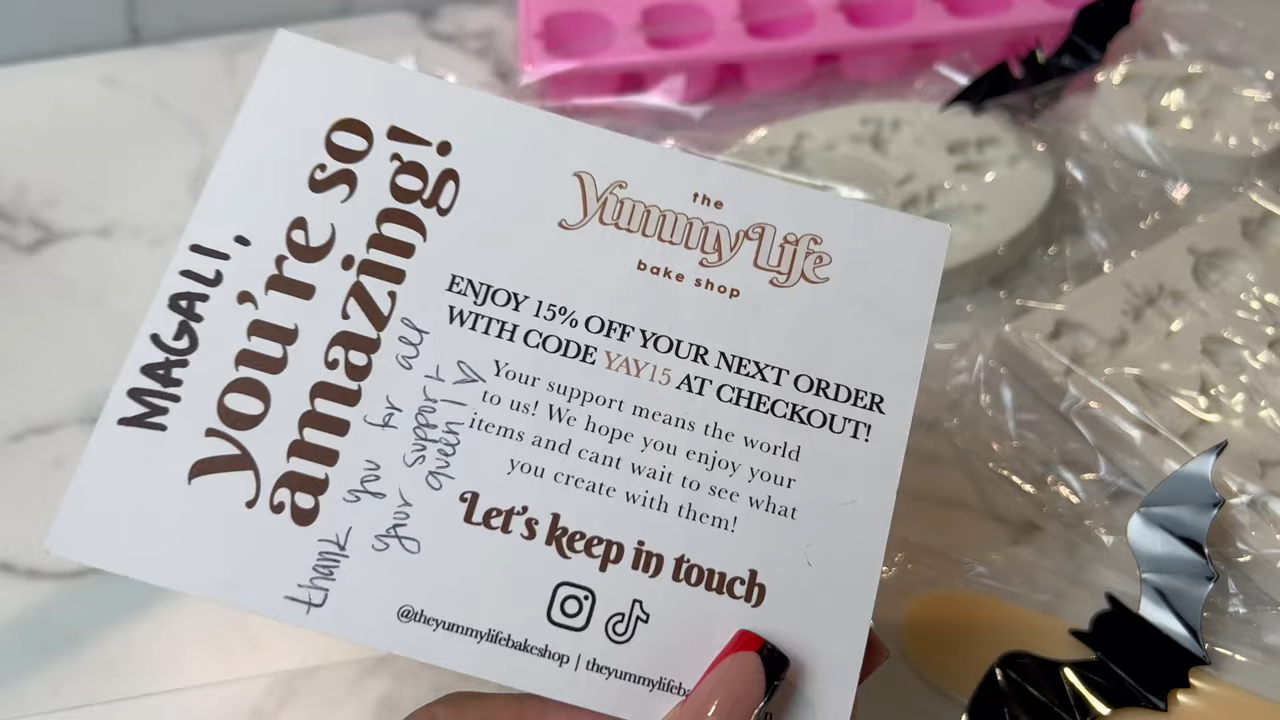 MAGALI,
you're so
amazing!
thank you for all
your support
queen! ♡
the
Yummy Life
bake shop
ENJOY 15% OFF YOUR NEXT ORDER
WITH CODE YAY15 AT CHECKOUT!
Your support means the world
to us! We hope you enjoy your
items and cant wait to see what
you create with them!
Let's keep in touch
@theyummylifebakeshop | theyummylifeb